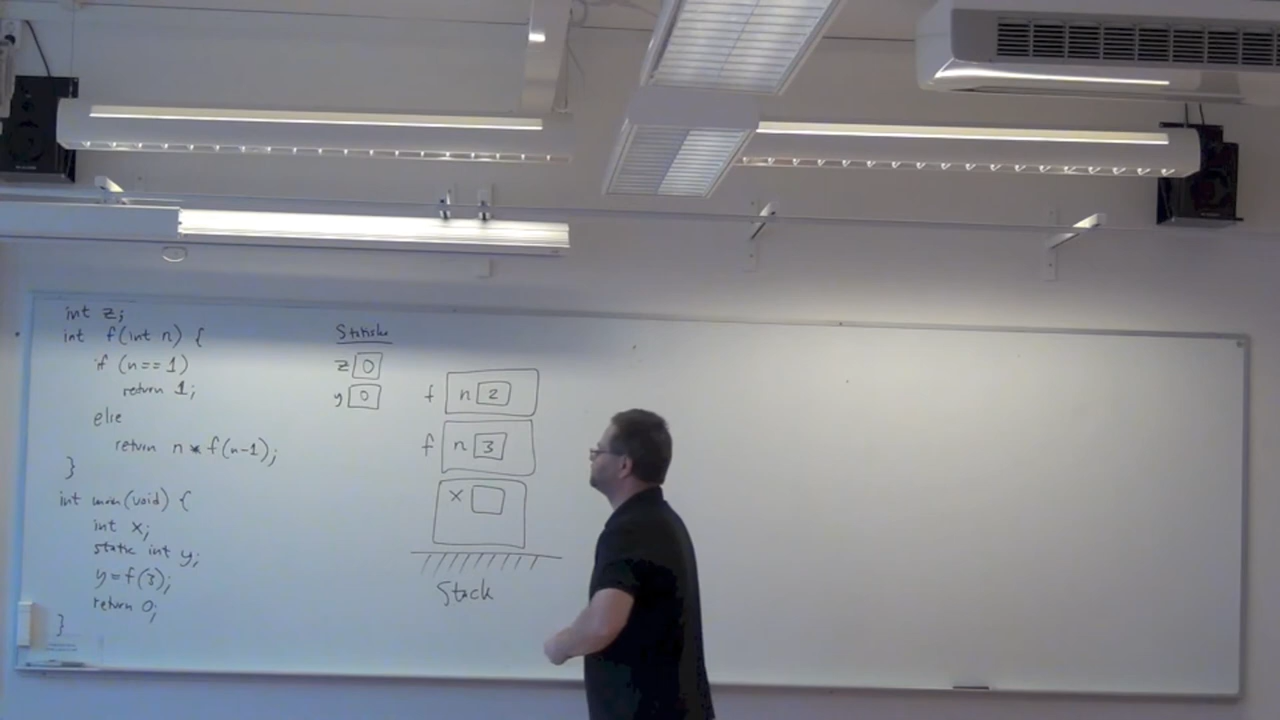 int z;
int f(int n) {
if (n == 1)
return 1;
else
return n * f(n-1);
}
int main(void) {
int x;
static int y;
y = f(3);
return 0;
}
z 0
y 0
f n 2
f n 3
x
Stack